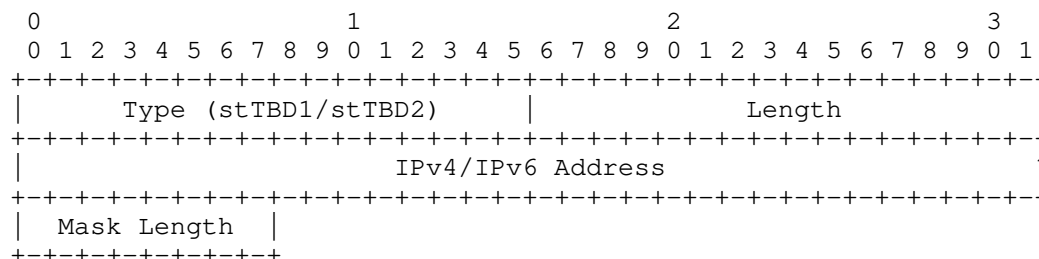 0                   1                   2                   3
 0 1 2 3 4 5 6 7 8 9 0 1 2 3 4 5 6 7 8 9 0 1 2 3 4 5 6 7 8 9 0 1
+-+-+-+-+-+-+-+-+-+-+-+-+-+-+-+-+-+-+-+-+-+-+-+-+-+-+-+-+-+-+-+-
|      Type (stTBD1/stTBD2)     |             Length
+-+-+-+-+-+-+-+-+-+-+-+-+-+-+-+-+-+-+-+-+-+-+-+-+-+-+-+-+-+-+-+-
|                       IPv4/IPv6 Address
+-+-+-+-+-+-+-+-+-+-+-+-+-+-+-+-+-+-+-+-+-+-+-+-+-+-+-+-+-+-+-+-
|  Mask Length  |
+-+-+-+-+-+-+-+-+